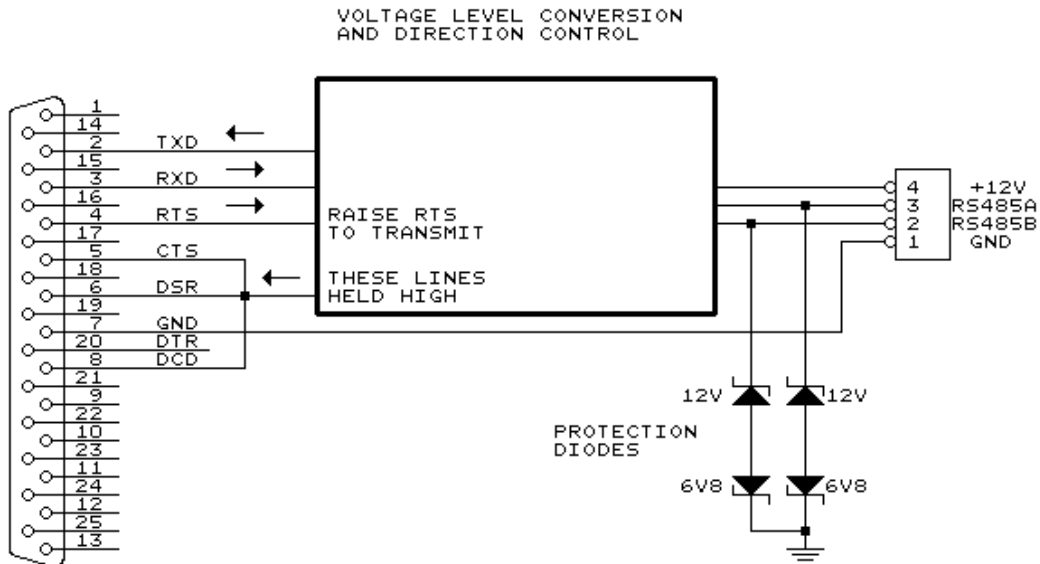 VOLTAGE LEVEL CONVERSION
AND DIRECTION CONTROL
1
14
2 TXD
15
3 RXD
16
4 RTS
17
5 CTS
18
6 DSR
19
7 GND
20 DTR
8 DCD
21
9
22
10
23
11
24
12
25
13
RAISE RTS
TO TRANSMIT
THESE LINES
HELD HIGH
4 +12V
3 RS485A
2 RS485B
1 GND
12V 12V
PROTECTION
DIODES
6V8 6V8